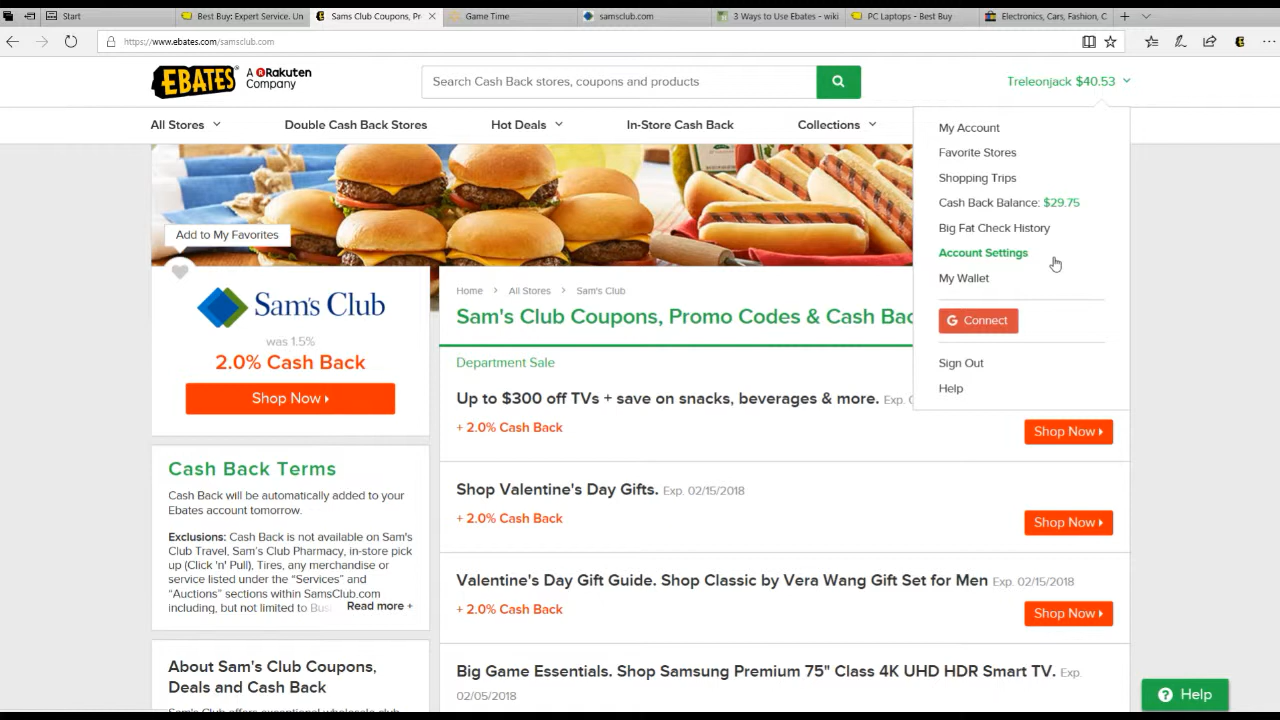 Start
Best Buy: Expert Service. Un
Sams Club Coupons, Pr
Game Time
samsclub.com
3 Ways to Use Ebates - wiki
PC Laptops - Best Buy
Electronics, Cars, Fashion, C
https://www.ebates.com/samsclub.com
EBATES
A Rakuten
Company
Search Cash Back stores, coupons and products
Treleonjack $40.53
All Stores
Double Cash Back Stores
Hot Deals
In-Store Cash Back
Collections
My Account
Favorite Stores
Shopping Trips
Cash Back Balance: $29.75
Big Fat Check History
Account Settings
My Wallet
G Connect
Sign Out
Help
Add to My Favorites
Sam's Club
was 1.5%
2.0% Cash Back
Shop Now
Home > All Stores > Sam's Club
Sam's Club Coupons, Promo Codes & Cash Bac
Department Sale
Up to $300 off TVs + save on snacks, beverages & more. Exp.
+ 2.0% Cash Back
Shop Now
Shop Valentine's Day Gifts. Exp. 02/15/2018
+ 2.0% Cash Back
Shop Now
Valentine's Day Gift Guide. Shop Classic by Vera Wang Gift Set for Men Exp. 02/15/2018
+ 2.0% Cash Back
Shop Now
Big Game Essentials. Shop Samsung Premium 75" Class 4K UHD HDR Smart TV. Exp.
02/05/2018
Cash Back Terms
Cash Back will be automatically added to your
Ebates account tomorrow.
Exclusions: Cash Back is not available on Sam's
Club Travel, Sam's Club Pharmacy, in-store pick
up (Click 'n' Pull), Tires, any merchandise or
service listed under the "Services" and
"Auctions" sections within SamsClub.com
including, but not limited to Busi
Read more +
About Sam's Club Coupons,
Deals and Cash Back
Sam's Club offers exceptional wholesale club
Help